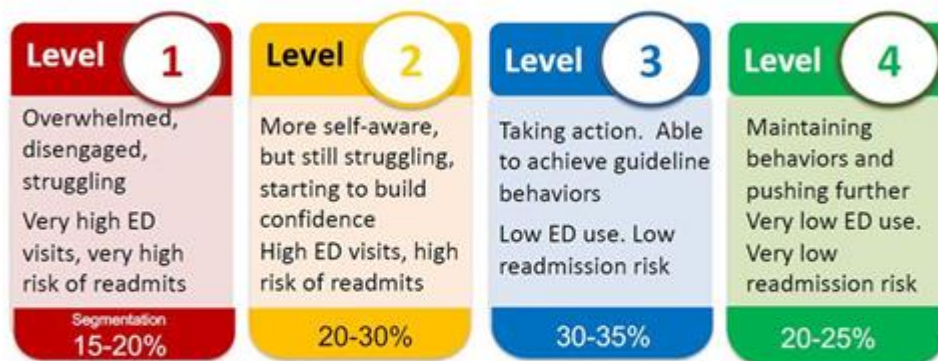 Level 1
Overwhelmed,
disengaged,
struggling
Very high ED
visits, very high
risk of readmits
Segmentation
15-20%
Level 2
More self-aware,
but still struggling,
starting to build
confidence
High ED visits, high
risk of readmits
20-30%
Level 3
Taking action. Able
to achieve guideline
behaviors
Low ED use. Low
readmission risk
30-35%
Level 4
Maintaining
behaviors and
pushing further
Very low ED use.
Very low
readmission risk
20-25%